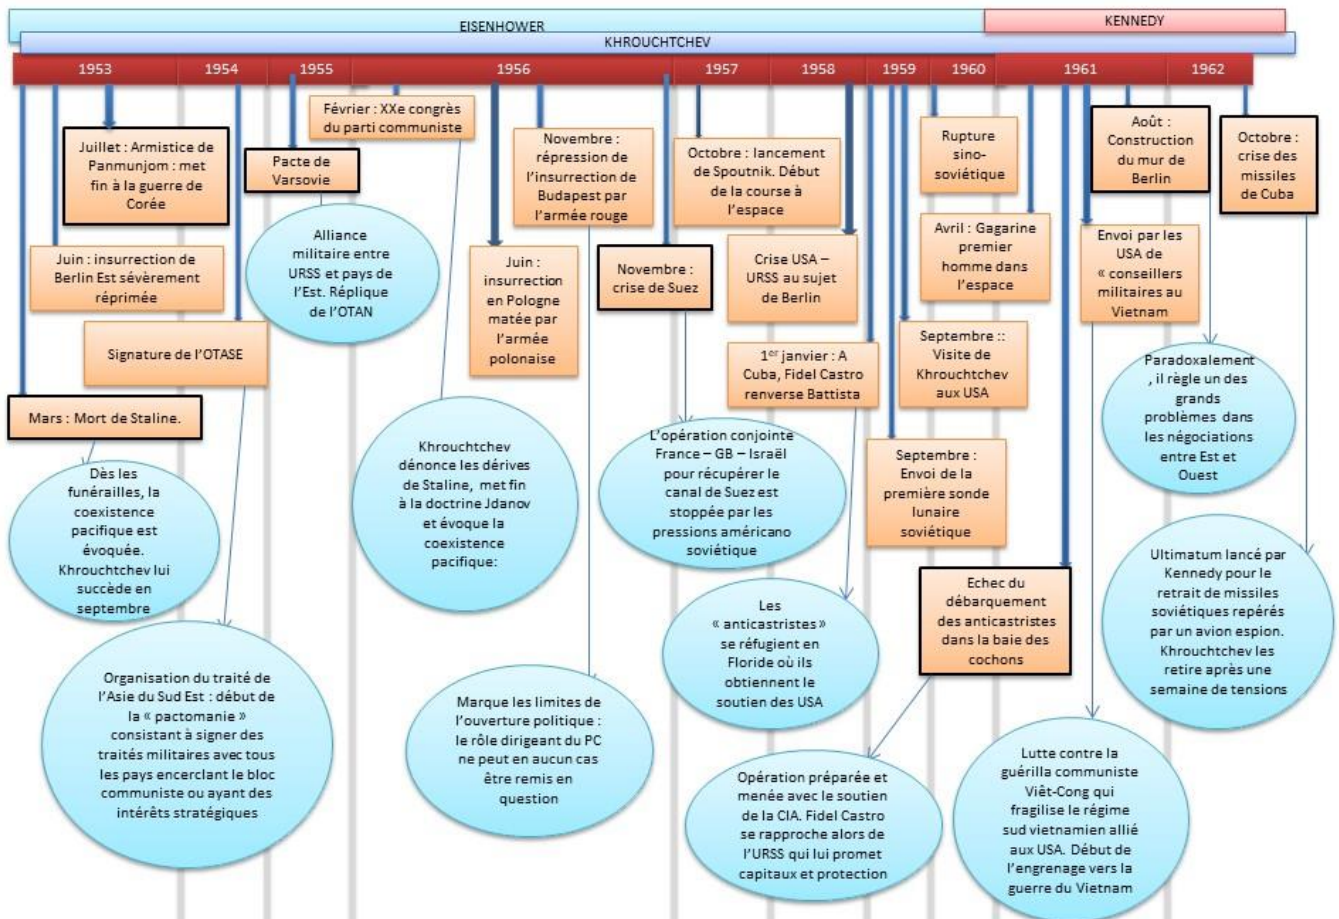 EISENHOWER
KENNEDY
KHROUCHTCHEV
1953
1954
1955
1956
1957
1958
1959
1960
1961
1962
Juillet : Armistice de
Panmunjom : met
fin à la guerre de
Corée
Juin : insurrection de
Berlin Est sévèrement
réprimée
Signature de l'OTASE
Mars : Mort de Staline.
Dès les
funérailles, la
coexistence
pacifique est
évoquée.
Khrouchtchev lui
succède en
septembre
Organisation du traité de
l'Asie du Sud Est : début de
la « pactomanie »
consistant à signer des
traités militaires avec tous
les pays encerclant le bloc
communiste ou ayant des
intérêts stratégiques
Pacte de
Varsovie
Alliance
militaire entre
URSS et pays de
l'Est. Réplique
de l'OTAN
Février : XXe congrès
du parti communiste
Khrouchtchev
dénonce les dérives
de Staline, met fin
à la doctrine Jdanov
et évoque la
coexistence
pacifique:
Juin :
insurrection
en Pologne
matée par
l'armée
polonaise
Novembre :
répression de
l'insurrection de
Budapest par
l'armée rouge
Marque les limites de
l'ouverture politique :
le rôle dirigeant du PC
ne peut en aucun cas
être remis en
question
Novembre :
crise de Suez
L'opération conjointe
France – GB – Israël
pour récupérer le
canal de Suez est
stoppée par les
pressions américano
soviétique
Octobre : lancement
de Spoutnik. Début
de la course à
l'espace
Crise USA –
URSS au sujet
de Berlin
1er janvier : A
Cuba, Fidel Castro
renverse Battista
Les
« anticastristes »
se réfugient en
Floride où ils
obtiennent le
soutien des USA
Septembre :
Envoi de la
première sonde
lunaire
soviétique
Septembre ::
Visite de
Khrouchtchev
aux USA
Rupture
sino-
soviétique
Avril : Gagarine
premier
homme dans
l'espace
Echec du
débarquement
des anticastristes
dans la baie des
cochons
Opération préparée et
menée avec le soutien
de la CIA. Fidel Castro
se rapproche alors de
l'URSS qui lui promet
capitaux et protection
Envoi par les
USA de
« conseillers
militaires au
Vietnam
Lutte contre la
guérilla communiste
Viêt-Cong qui
fragilise le régime
sud vietnamien allié
aux USA. Début de
l'engrenage vers la
guerre du Vietnam
Août :
Construction
du mur de
Berlin
Paradoxalement
, il règle un des
grands
problèmes dans
les négociations
entre Est et
Ouest
Octobre :
crise des
missiles
de Cuba
Ultimatum lancé par
Kennedy pour le
retrait de missiles
soviétiques repérés
par un avion espion.
Khrouchtchev les
retire après une
semaine de tensions